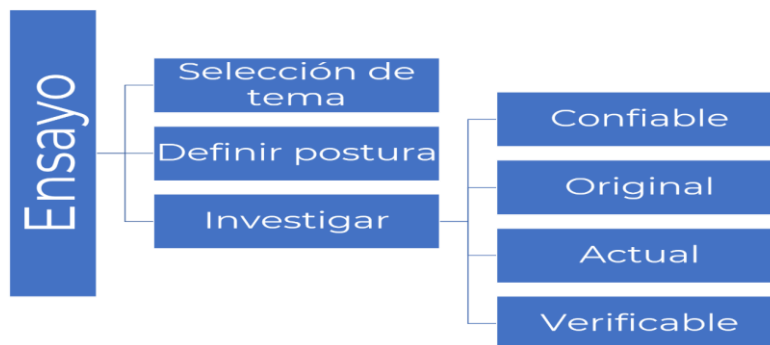 Ensayo
Selección de
tema
Definir postura
Investigar
Confiable
Original
Actual
Verificable